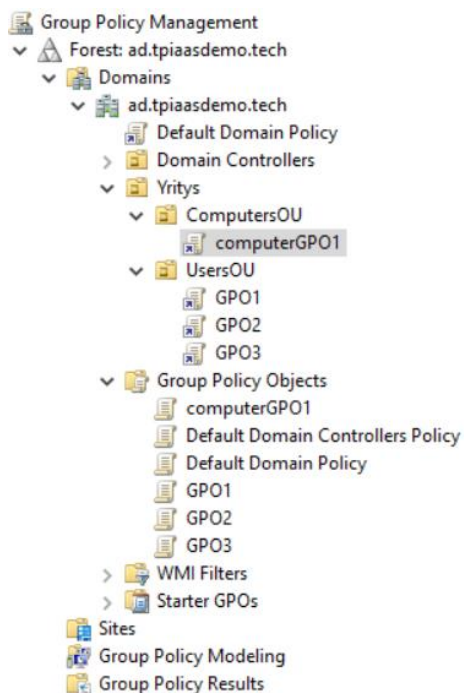 Group Policy Management
Forest: ad.tpiaasdemo.tech
Domains
ad.tpiaasdemo.tech
Default Domain Policy
Domain Controllers
Yritys
ComputersOU
computerGPO1
UsersOU
GPO1
GPO2
GPO3
Group Policy Objects
computerGPO1
Default Domain Controllers Policy
Default Domain Policy
GPO1
GPO2
GPO3
WMI Filters
Starter GPOs
Sites
Group Policy Modeling
Group Policy Results